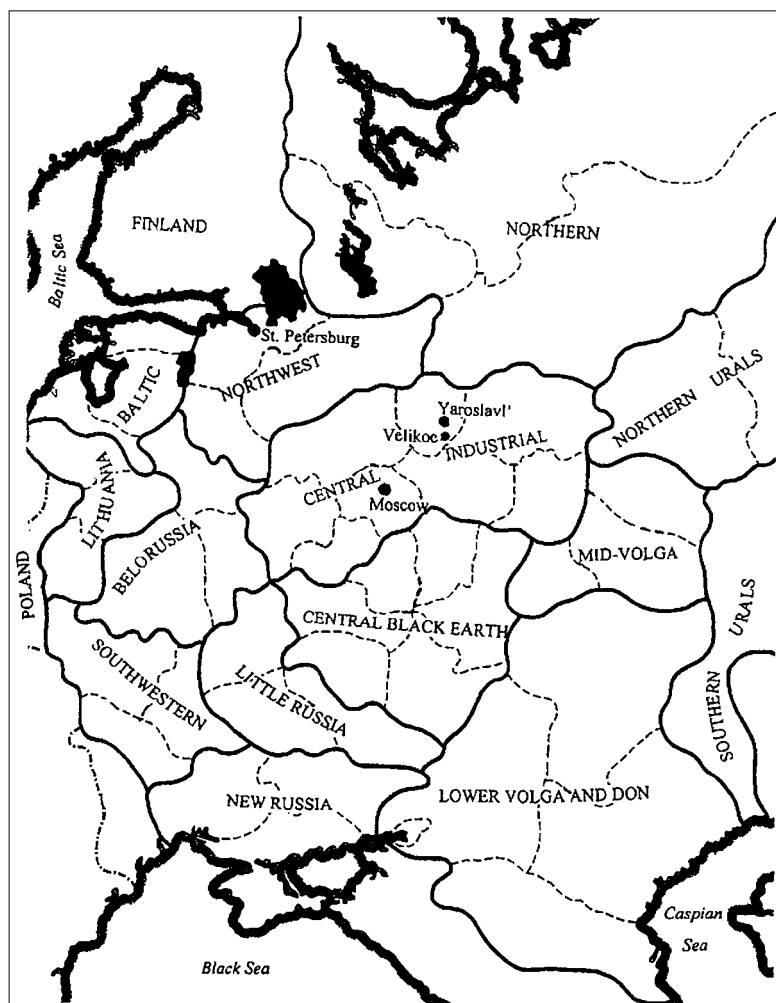 FINLAND
NORTHERN
Baltic Sea
St. Petersburg
NORTHWEST
BALTIC
NORTHERN URALS
Yaroslavl'
Velikoe
CENTRAL INDUSTRIAL
Moscow
LITHUANIA
BELORUSSIA
POLAND
MID-VOLGA
CENTRAL BLACK EARTH
SOUTHERN URALS
SOUTHWESTERN
LITTLE RUSSIA
NEW RUSSIA
LOWER VOLGA AND DON
Caspian
Sea
Black Sea